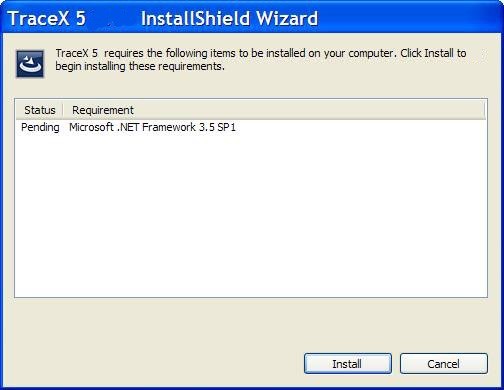 TraceX 5 InstallShield Wizard
TraceX 5 requires the following items to be installed on your computer. Click Install to
begin installing these requirements.
Status Requirement
Pending Microsoft .NET Framework 3.5 SP1
Install Cancel